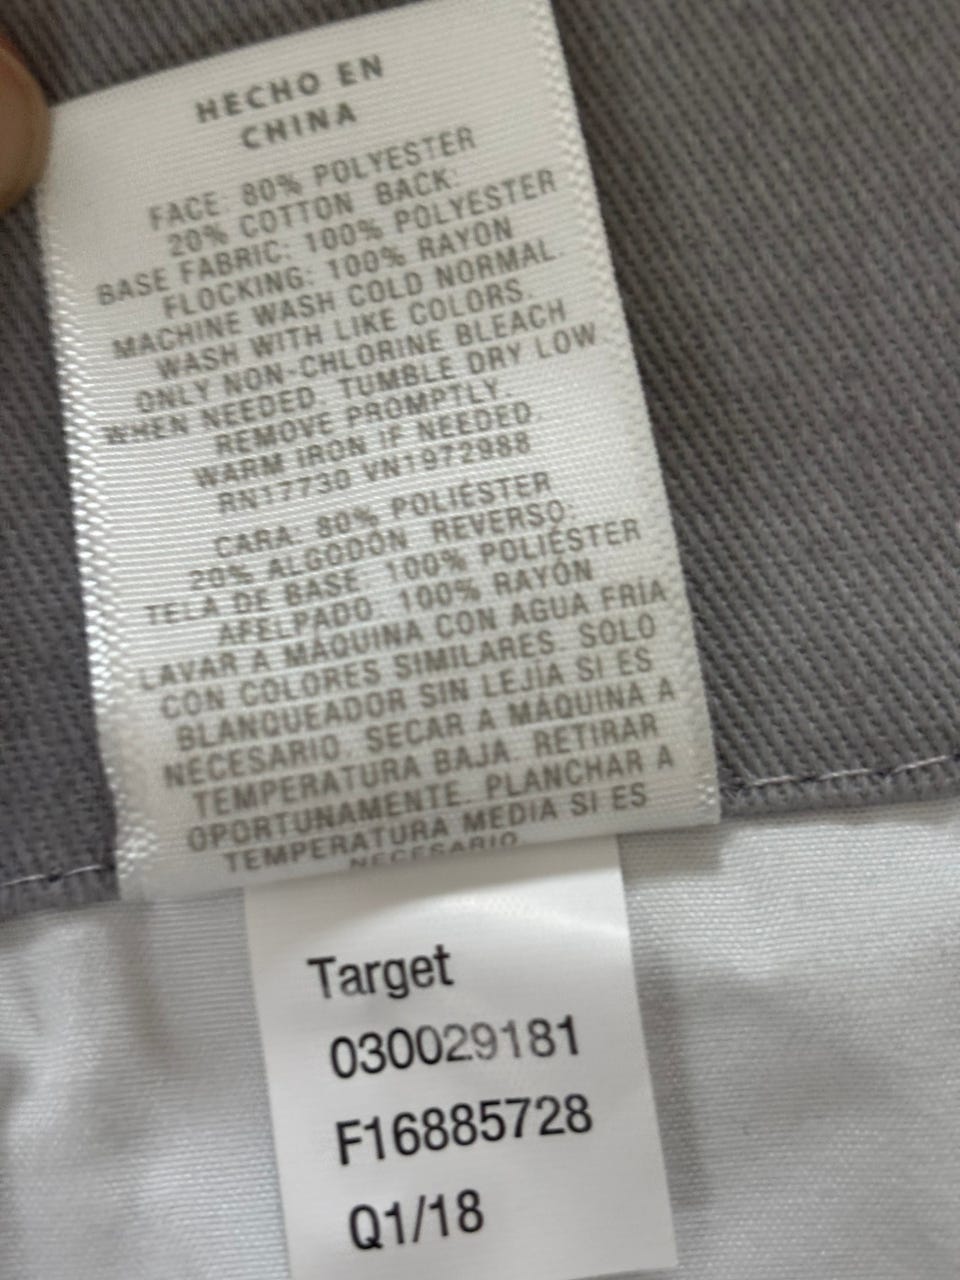 HECHO EN
CHINA
FACE: 80% POLYESTER
20% COTTON BACK:
BASE FABRIC: 100% POLYESTER
FLOCKING: 100% RAYON
MACHINE WASH COLD NORMAL.
WASH WITH LIKE COLORS.
ONLY NON-CHLORINE BLEACH
WHEN NEEDED. TUMBLE DRY LOW.
REMOVE PROMPTLY.
WARM IRON IF NEEDED.
RN17730 VN1972988
CARA: 80% POLIÉSTER
20% ALGODÓN REVERSO:
TELA DE BASE: 100% POLIÉSTER
AFELPADO: 100% RAYÓN
LAVAR A MÁQUINA CON AGUA FRÍA
CON COLORES SIMILARES. SOLO
BLANQUEADOR SIN LEJÍA SI ES
NECESARIO. SECAR A MÁQUINA A
TEMPERATURA BAJA. RETIRAR
OPORTUNAMENTE. PLANCHAR A
TEMPERATURA MEDIA SI ES
NECESARIO.
Target
030029181
F16885728
Q1/18